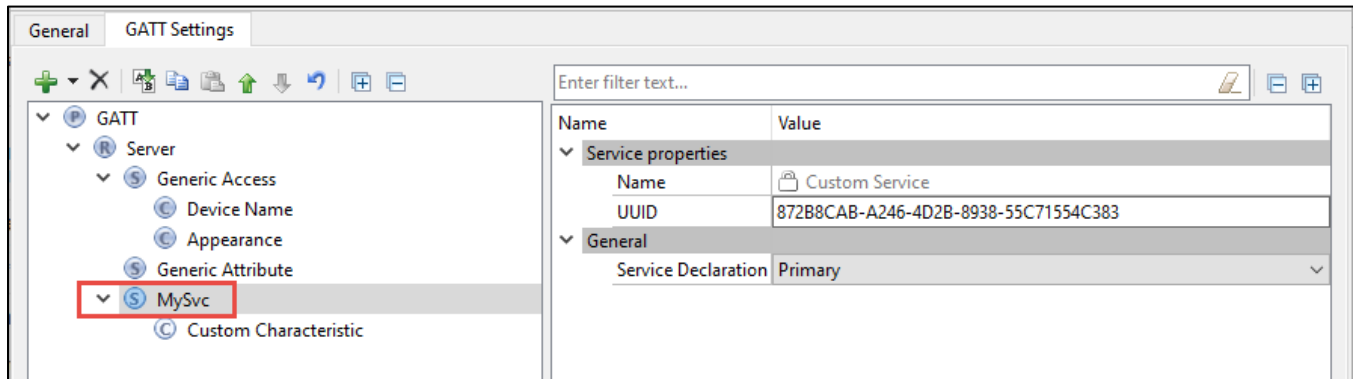 General GATT Settings
Enter filter text...
P GATT
R Server
S Generic Access
C Device Name
C Appearance
S Generic Attribute
S MySvc
C Custom Characteristic
Name Value
Service properties
Name Custom Service
UUID 872B8CAB-A246-4D2B-8938-55C71554C383
General
Service Declaration Primary